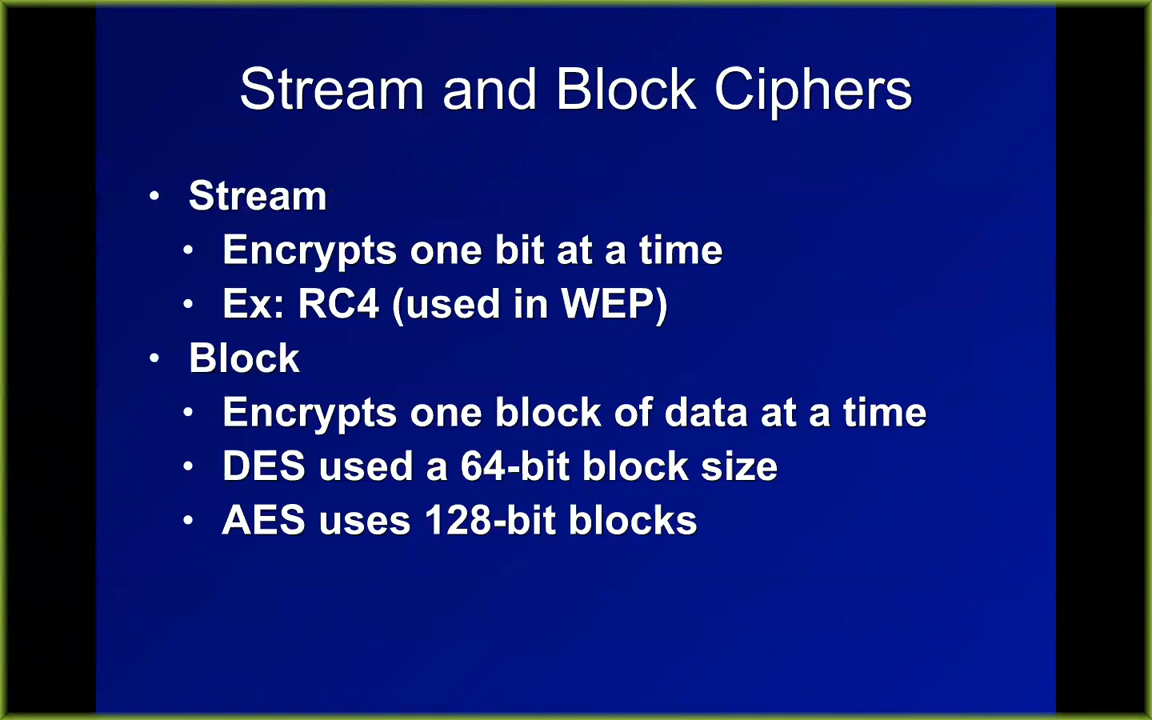 Stream and Block Ciphers
• Stream
• Encrypts one bit at a time
• Ex: RC4 (used in WEP)
• Block
• Encrypts one block of data at a time
• DES used a 64-bit block size
• AES uses 128-bit blocks